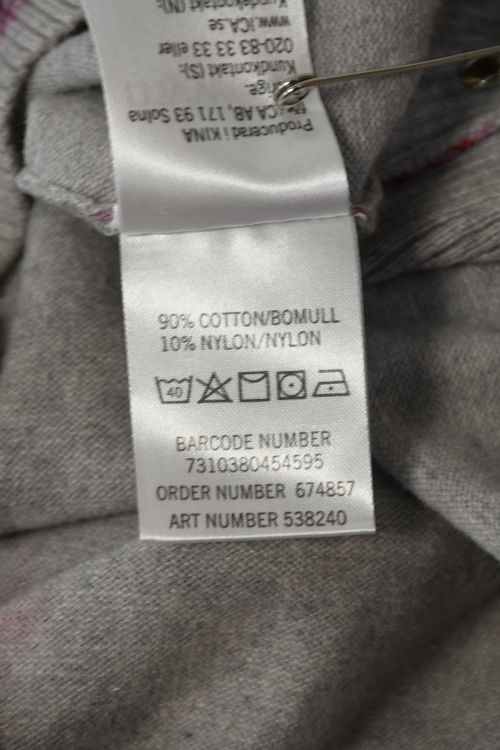 Producerad i KINA
ICA AB, 171 93 Solna
Kundkontakt (S):
020-83 33 33 eller
www.ICA.se
Kundekontakt (N):
90% COTTON/BOMULL
10% NYLON/NYLON
40
BARCODE NUMBER
7310380454595
ORDER NUMBER 674857
ART NUMBER 538240